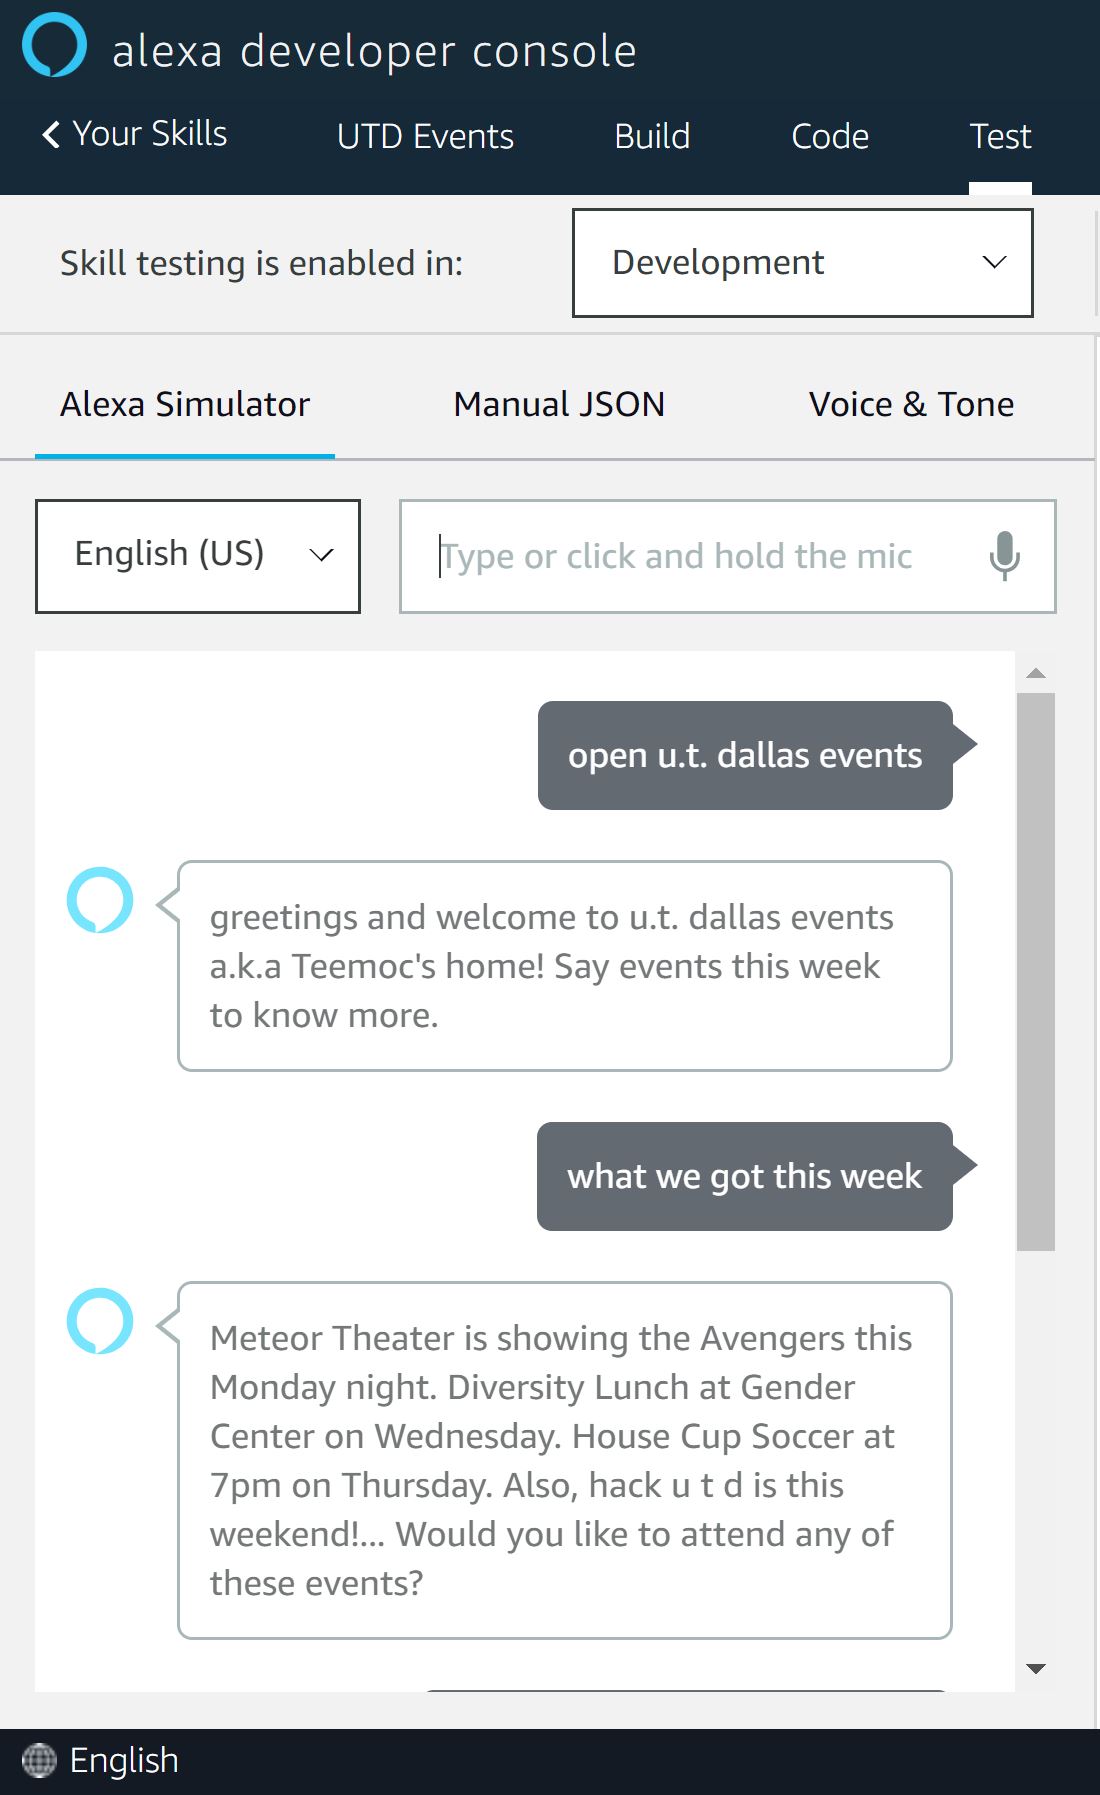 alexa developer console
Your Skills
UTD Events
Build
Code
Test
Skill testing is enabled in:
Development
Alexa Simulator
Manual JSON
Voice & Tone
English (US)
Type or click and hold the mic
open u.t. dallas events
greetings and welcome to u.t. dallas events
a.k.a Teemoc's home! Say events this week
to know more.
what we got this week
Meteor Theater is showing the Avengers this
Monday night. Diversity Lunch at Gender
Center on Wednesday. House Cup Soccer at
7pm on Thursday. Also, hack u t d is this
weekend!... Would you like to attend any of
these events?
English